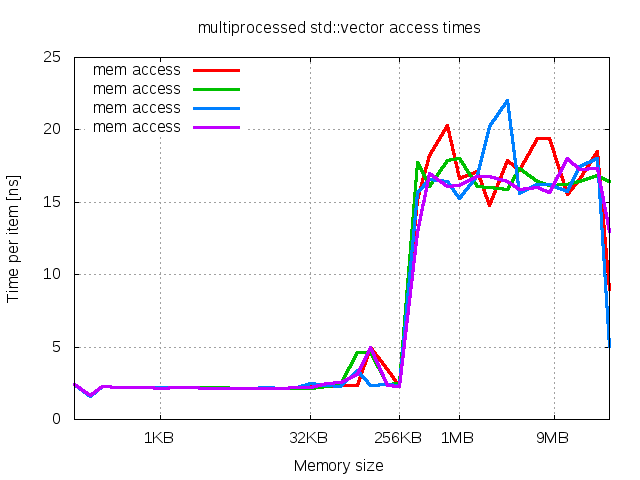 multiprocessed std::vector access times
25
20
15
10
5
0
mem access
mem access
mem access
mem access
Time per item [ns]
1KB
32KB
256KB
1MB
9MB
Memory size